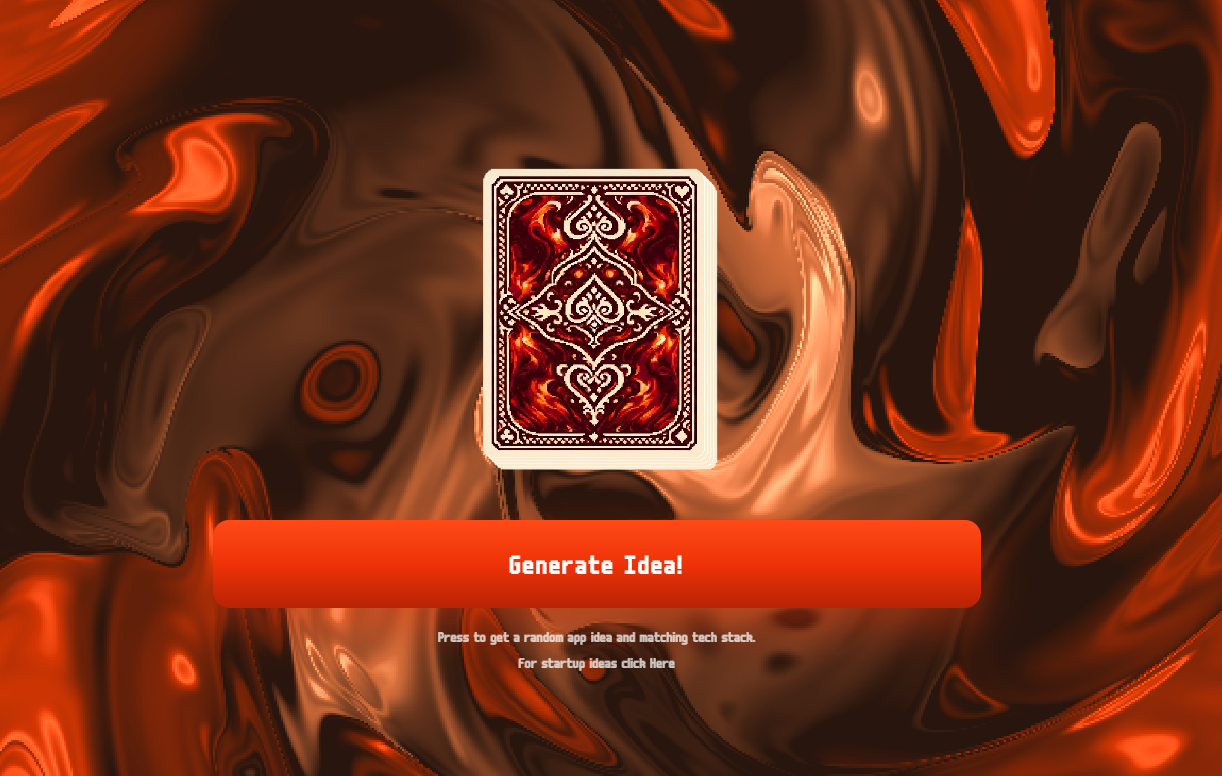 Generate Idea!
Press to get a random app idea and matching tech stack.
For startup ideas click Here